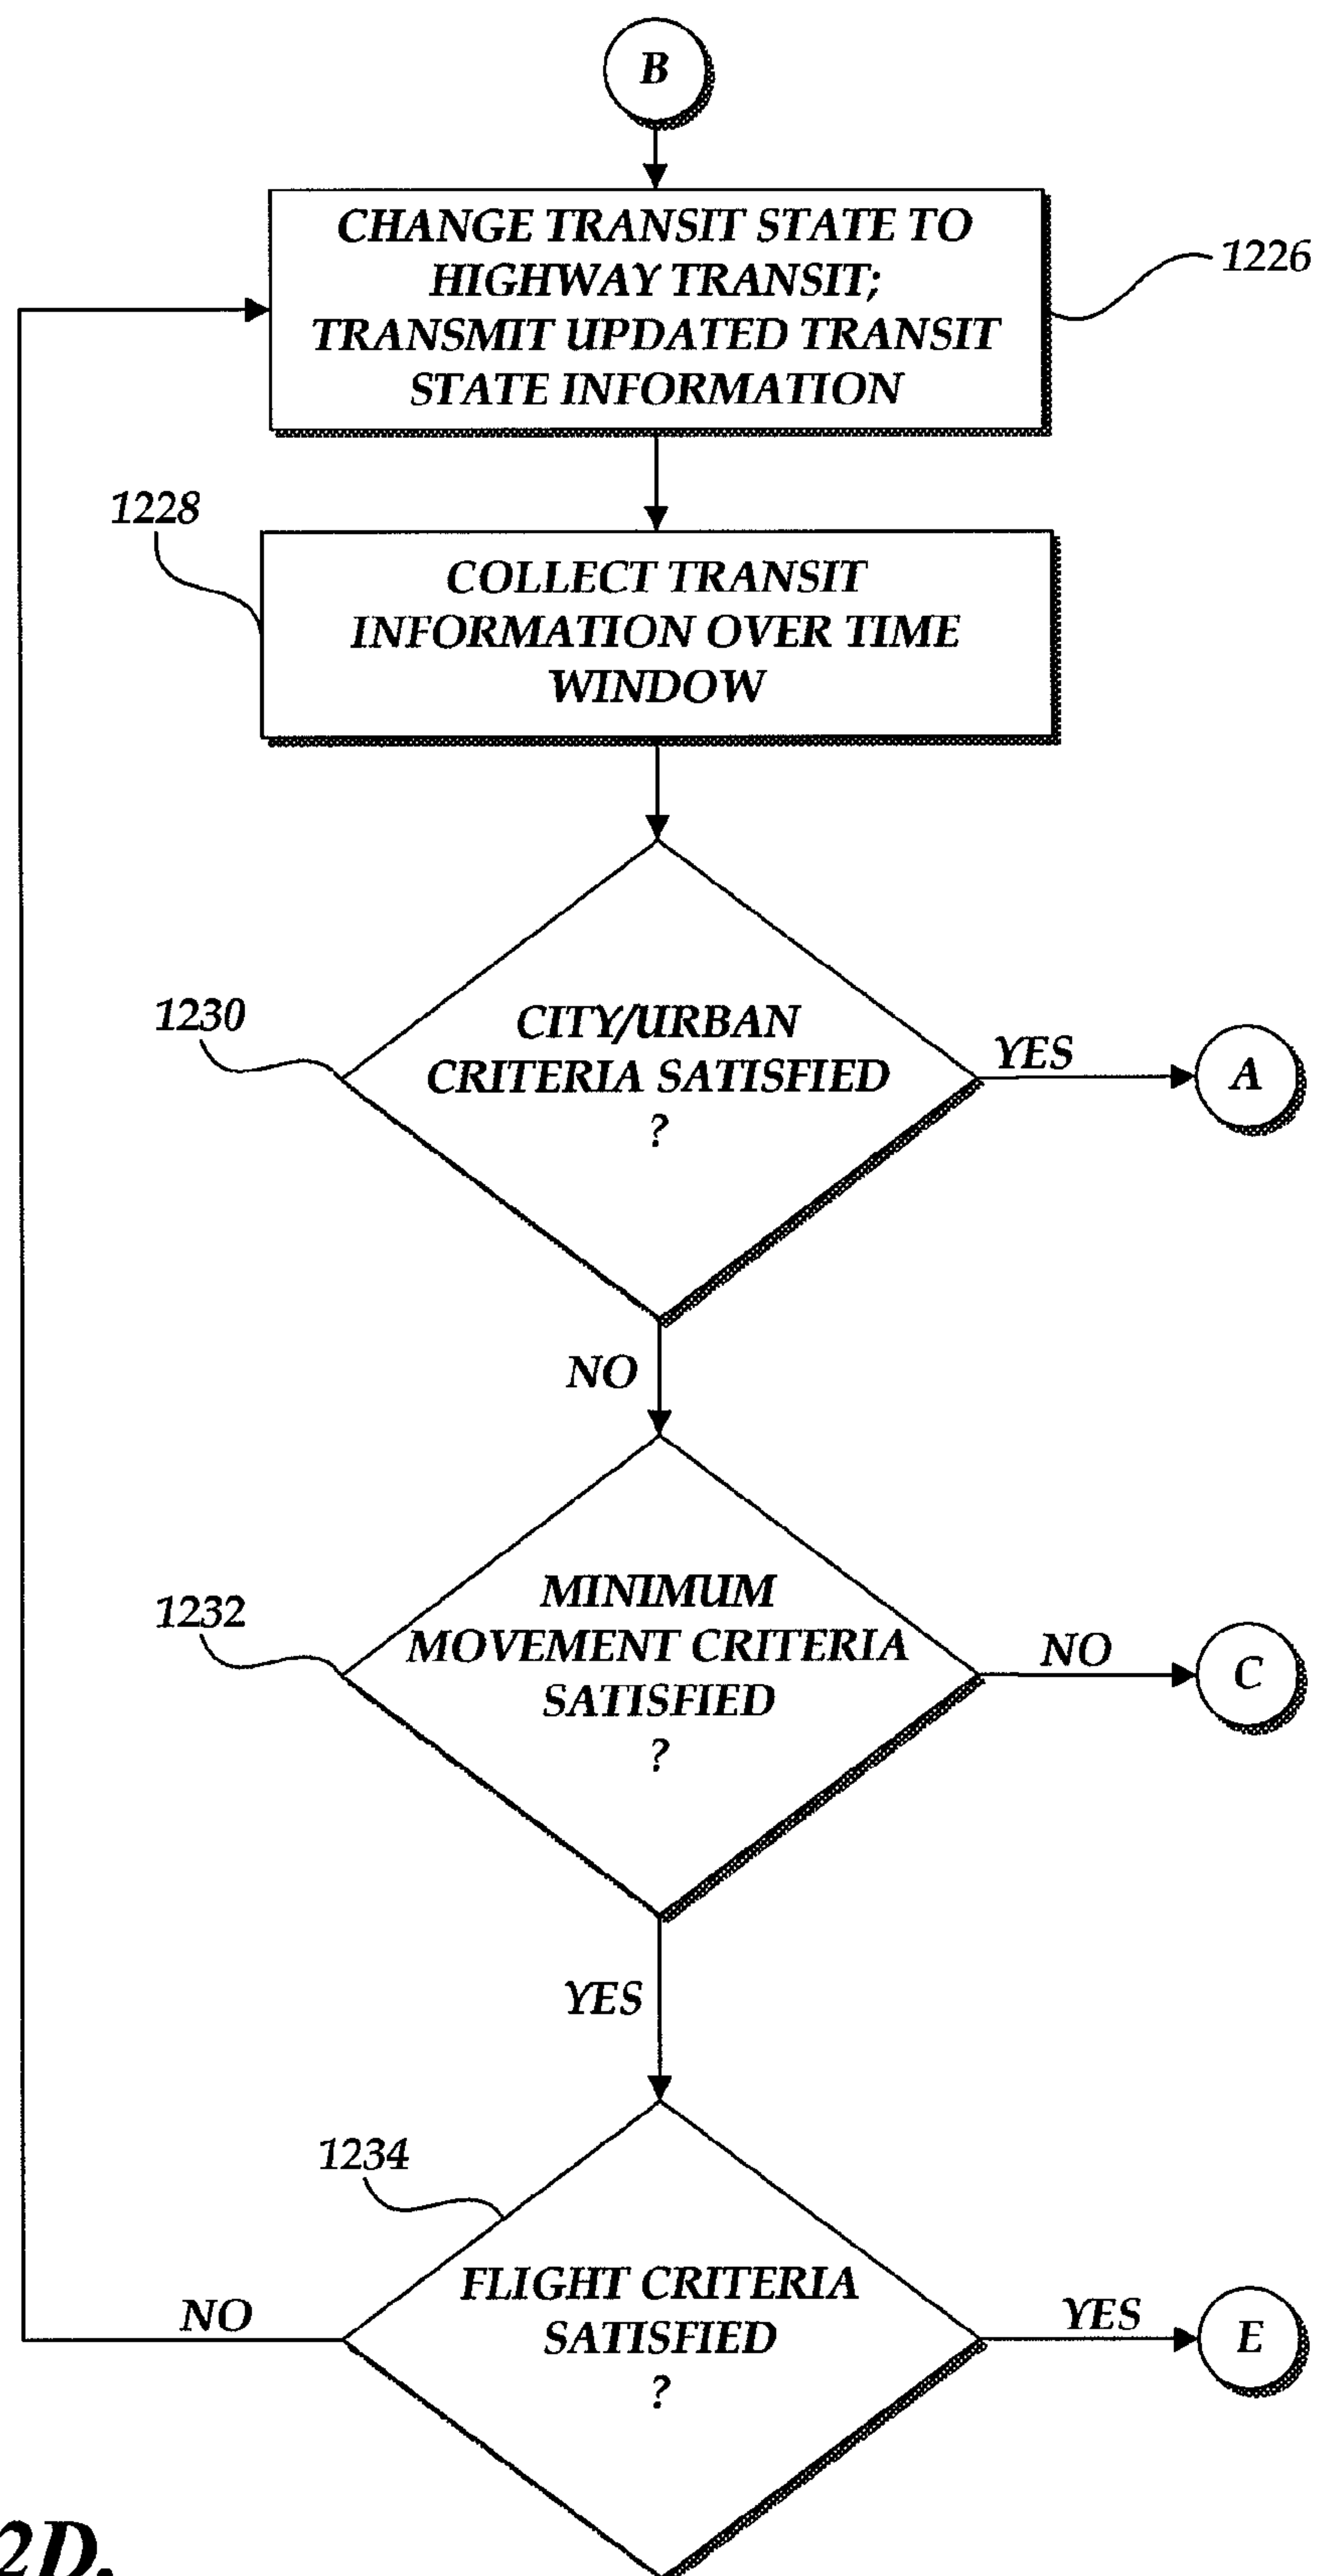 B
CHANGE TRANSIT STATE TO
HIGHWAY TRANSIT;
TRANSMIT UPDATED TRANSIT
STATE INFORMATION
1226
1228
COLLECT TRANSIT
INFORMATION OVER TIME
WINDOW
1230
CITY/URBAN
CRITERIA SATISFIED
?
YES
A
NO
1232
MINIMUM
MOVEMENT CRITERIA
SATISFIED
?
NO
C
YES
1234
FLIGHT CRITERIA
SATISFIED
?
NO
YES
E
2D.